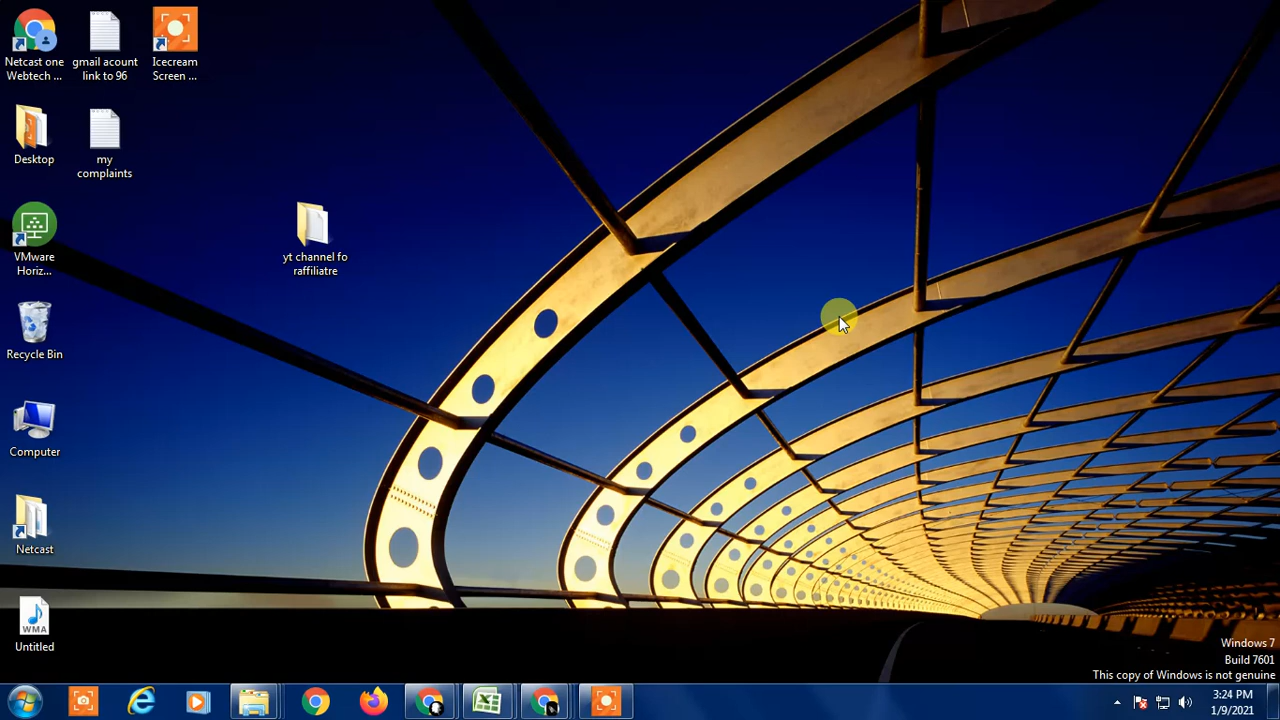 Netcast one
Webtech ...
gmail acount
link to 96
Icecream
Screen ...
Desktop
my
complaints
VMware
Horiz...
yt channel fo
raffiliatre
Recycle Bin
Computer
Netcast
WMA
Untitled
Windows 7
Build 7601
This copy of Windows is not genuine
3:24 PM
1/9/2021